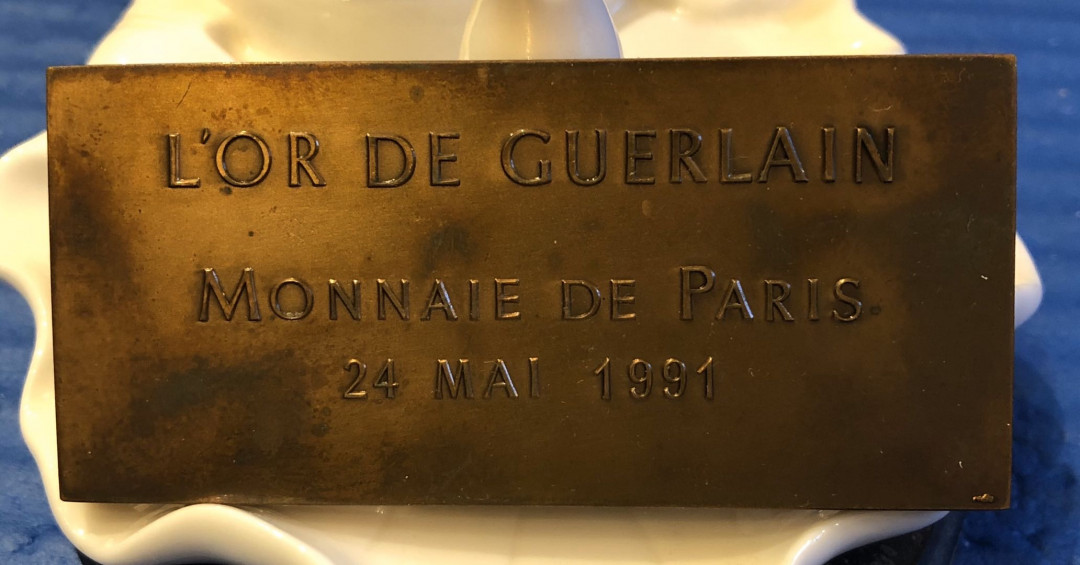 L'OR DE GUERLAIN
MONNAIE DE PARIS
24 MAI 1991